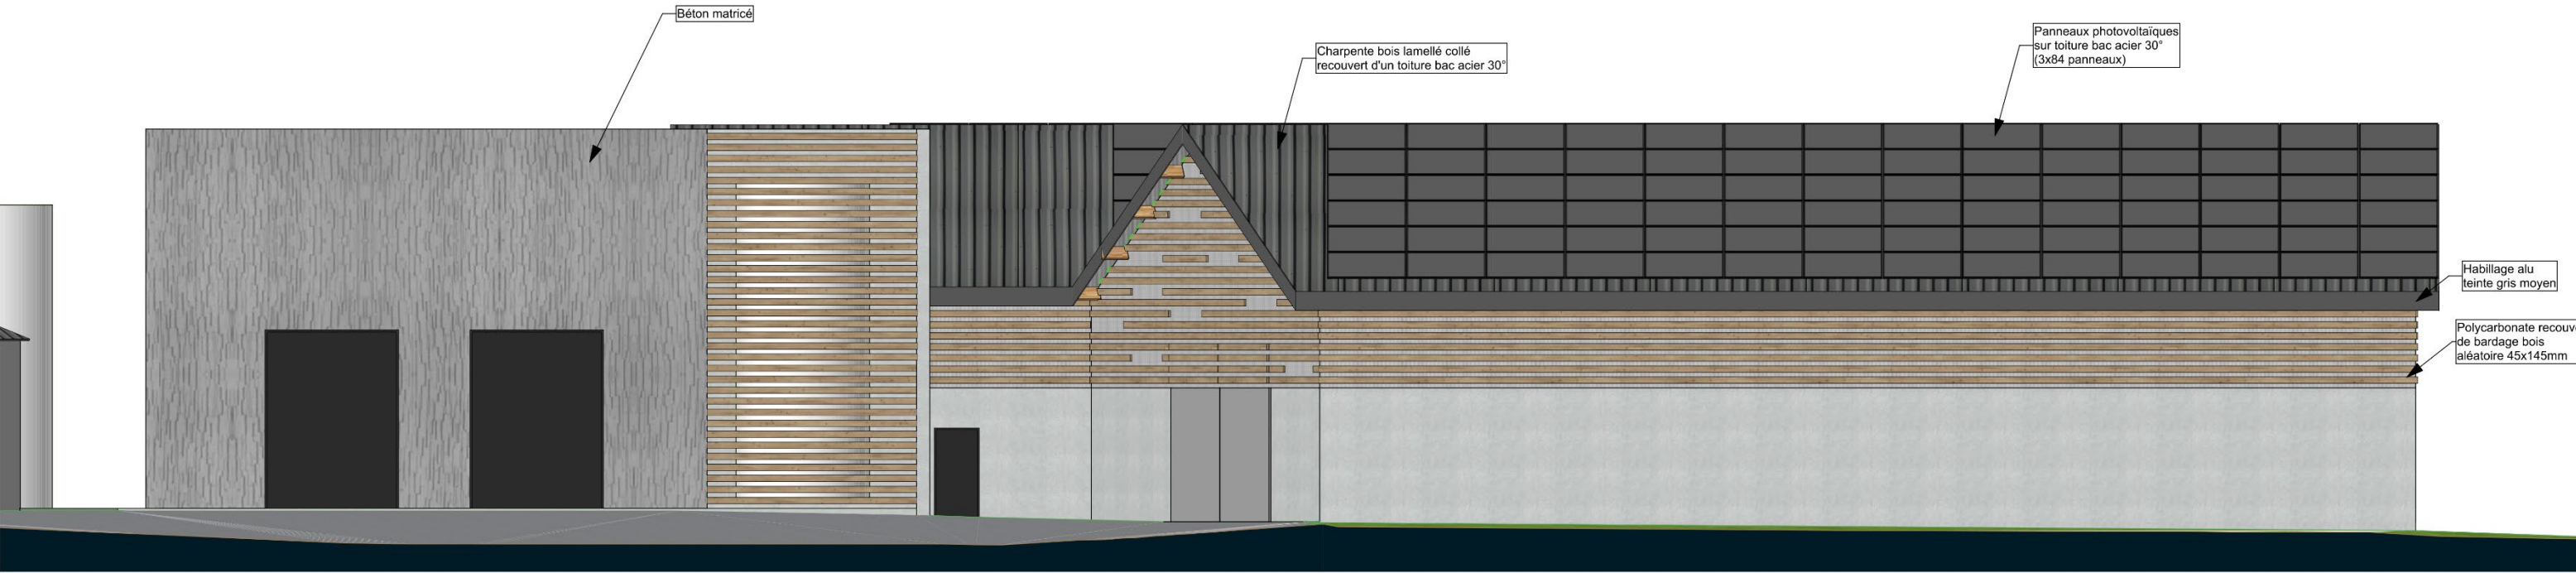 Béton matricé
Charpente bois lamellé collé
recouvert d'un toiture bac acier 30°
Panneaux photovoltaïques
sur toiture bac acier 30°
(3x84 panneaux)
Habillage alu
teinte gris moyen
Polycarbonate recouv
de bardage bois
aléatoire 45x145mm